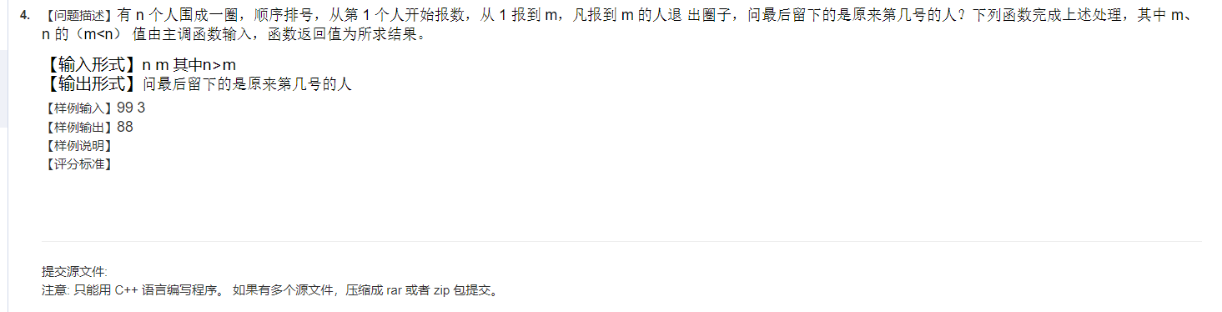 4. 【问题描述】有 n 个人围成一圈，顺序排号，从第 1 个人开始报数，从 1 报到 m，凡报到 m 的人退 出圈子，问最后留下的是原来第几号的人？下列函数完成上述处理，其中 m、
n 的（m<n） 值由主调函数输入，函数返回值为所求结果。
【输入形式】n m 其中n>m
【输出形式】问最后留下的是原来第几号的人
【样例输入】99 3
【样例输出】88
【样例说明】
【评分标准】
提交源文件:
注意: 只能用 C++ 语言编写程序。 如果有多个源文件，压缩成 rar 或者 zip 包提交。